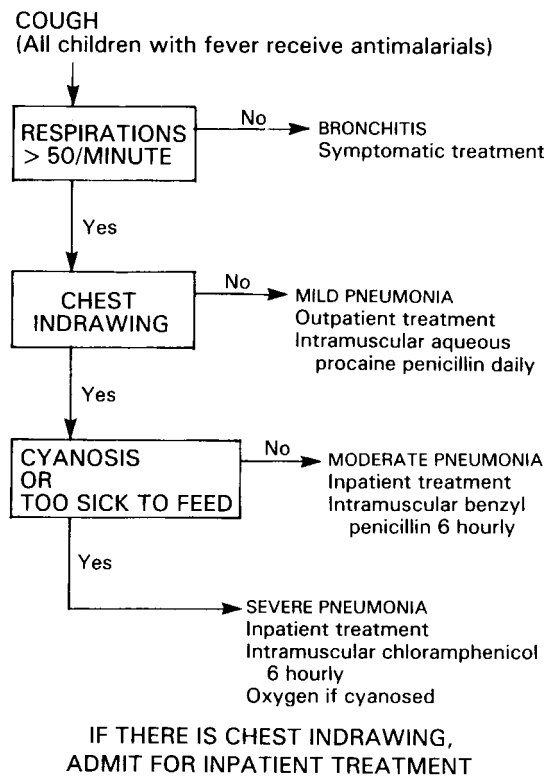 COUGH
(All children with fever receive antimalarials)
RESPIRATIONS
> 50/MINUTE
No
BRONCHITIS
Symptomatic treatment
Yes
CHEST
INDRAWING
No
MILD PNEUMONIA
Outpatient treatment
Intramuscular aqueous
procaine penicillin daily
Yes
CYANOSIS
OR
TOO SICK TO FEED
No
MODERATE PNEUMONIA
Inpatient treatment
Intramuscular benzyl
penicillin 6 hourly
Yes
SEVERE PNEUMONIA
Inpatient treatment
Intramuscular chloramphenicol
6 hourly
Oxygen if cyanosed
IF THERE IS CHEST INDRAWING,
ADMIT FOR INPATIENT TREATMENT